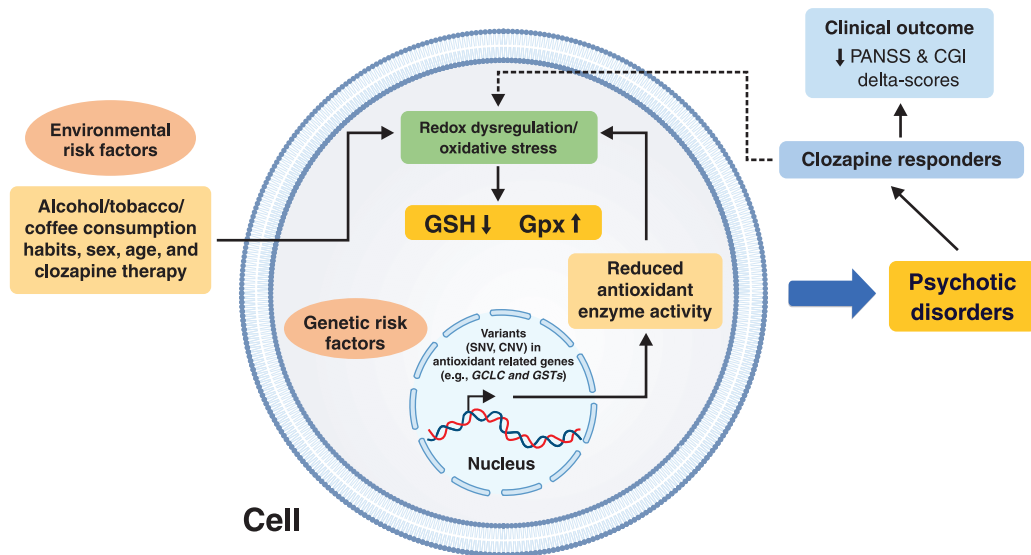 Environmental
risk factors
Alcohol/tobacco/
coffee consumption
habits, sex, age, and
clozapine therapy
Redox dysregulation/
oxidative stress
GSH ↓ Gpx ↑
Reduced
antioxidant
enzyme activity
Genetic risk
factors
Variants
(SNV, CNV) in
antioxidant related genes
(e.g., GCLC and GSTs)
Nucleus
Cell
Clinical outcome
↓ PANSS & CGI
delta-scores
Clozapine responders
Psychotic
disorders